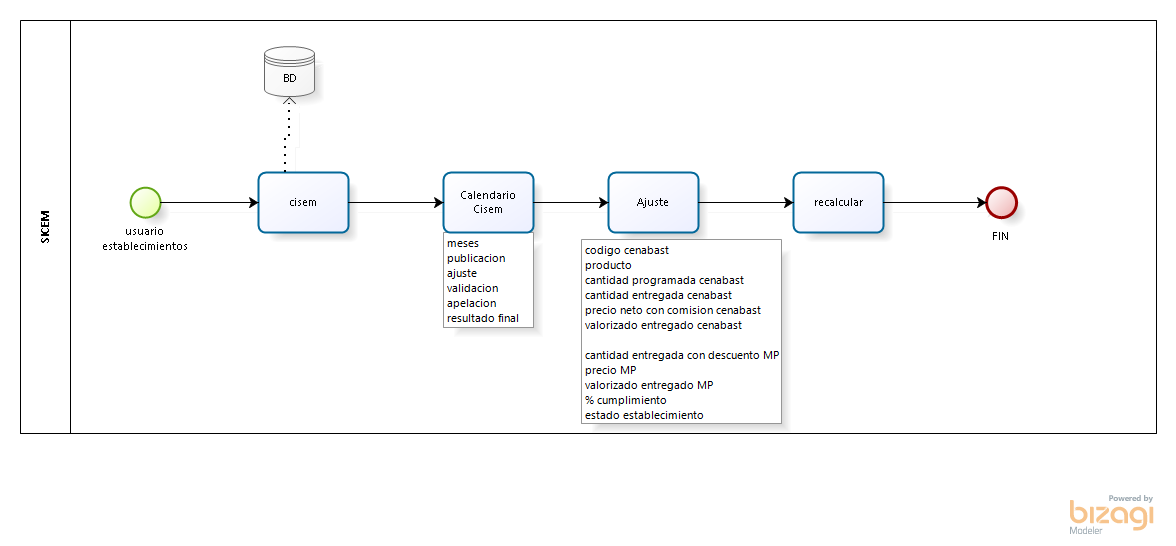 SICEM
BD
usuario
establecimientos
cisem
Calendario
Cisem
meses
publicacion
ajuste
validacion
apelacion
resultado final
Ajuste
codigo cenabast
producto
cantidad programada cenabast
cantidad entregada cenabast
precio neto con comision cenabast
valorizado entregado cenabast
cantidad entregada con descuento MP
precio MP
valorizado entregado MP
% cumplimiento
estado establecimiento
recalcular
FIN
Powered by
bizagi
Modeler